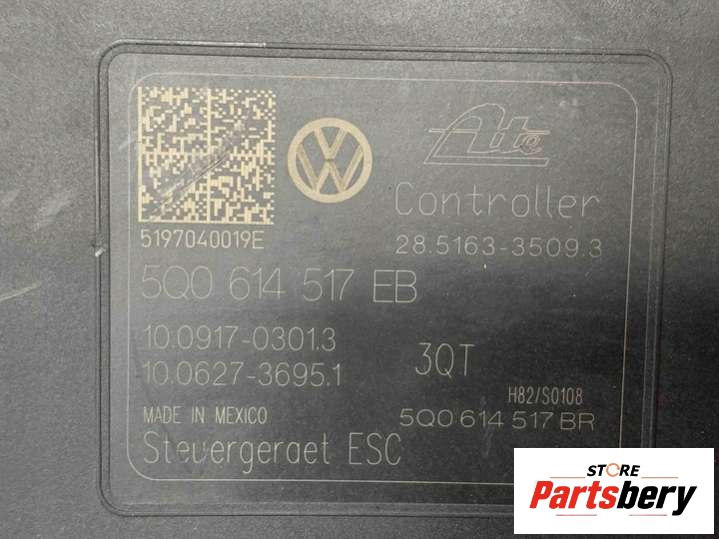 VW
Ate
Controller
5197040019E
28.5163-3509.3
5Q0 614 517 EB
10.0917-0301.3
10.0627-3695.1
3QT
H82/S0108
MADE IN MEXICO
5Q0 614 517 BR
Steuergeraet ESC
STORE
Partsbery